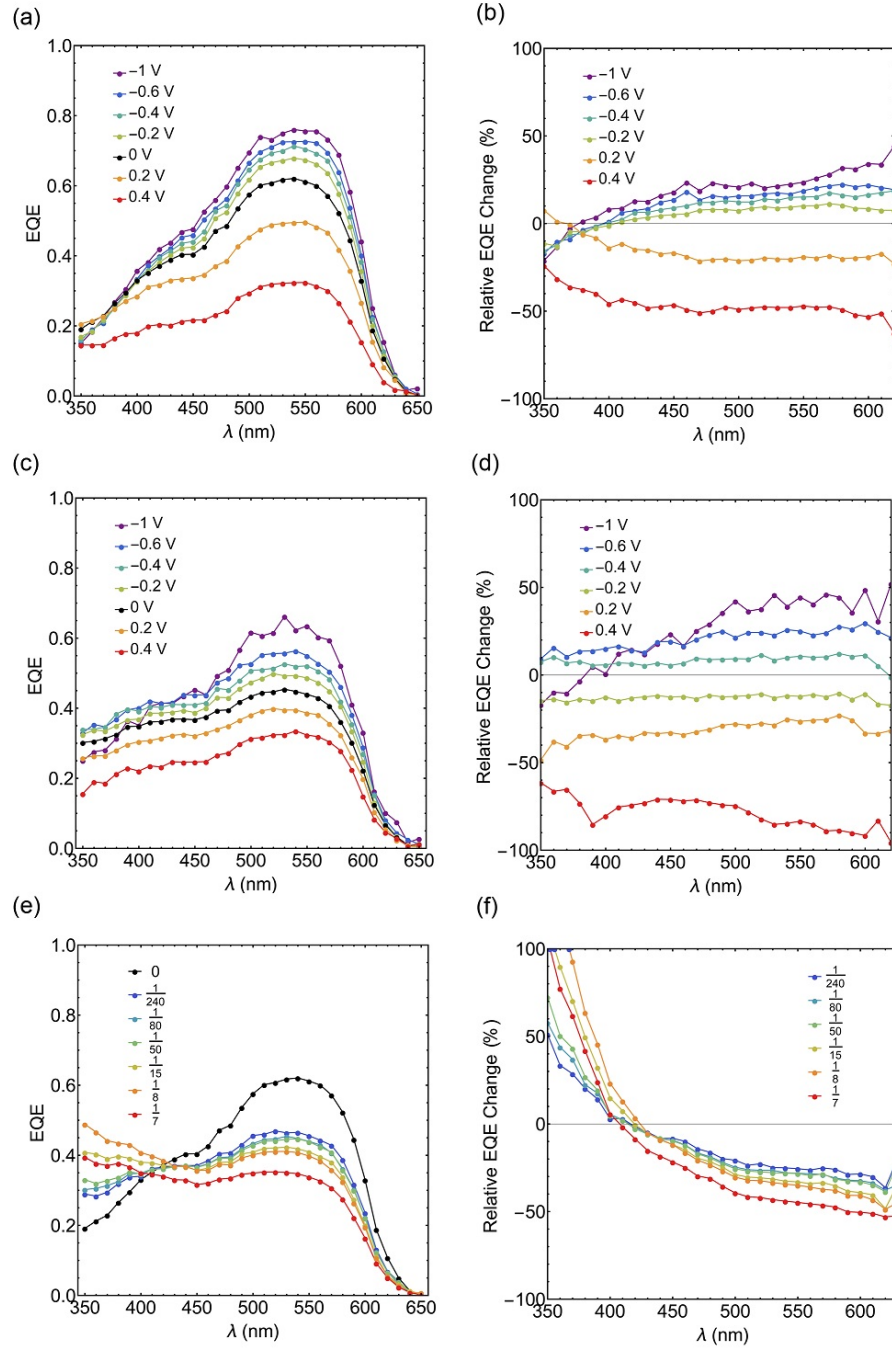 (a)
1.0
0.8
0.6
0.4
0.2
0.0
EQE
−1 V
−0.6 V
−0.4 V
−0.2 V
0 V
0.2 V
0.4 V
350 400 450 500 550 600 650
λ (nm)
(b)
100
50
0
−50
−100
Relative EQE Change (%)
−1 V
−0.6 V
−0.4 V
−0.2 V
0.2 V
0.4 V
350 400 450 500 550 600
λ (nm)
(c)
1.0
0.8
0.6
0.4
0.2
0.0
EQE
−1 V
−0.6 V
−0.4 V
−0.2 V
0 V
0.2 V
0.4 V
350 400 450 500 550 600 650
λ (nm)
(d)
100
50
0
−50
−100
Relative EQE Change (%)
−1 V
−0.6 V
−0.4 V
−0.2 V
0.2 V
0.4 V
350 400 450 500 550 600
λ (nm)
(e)
1.0
0.8
0.6
0.4
0.2
0.0
EQE
0
1/240
1/80
1/50
1/15
1/8
1/7
350 400 450 500 550 600 650
λ (nm)
(f)
100
50
0
−50
−100
Relative EQE Change (%)
1/240
1/80
1/50
1/15
1/8
1/7
350 400 450 500 550 600
λ (nm)